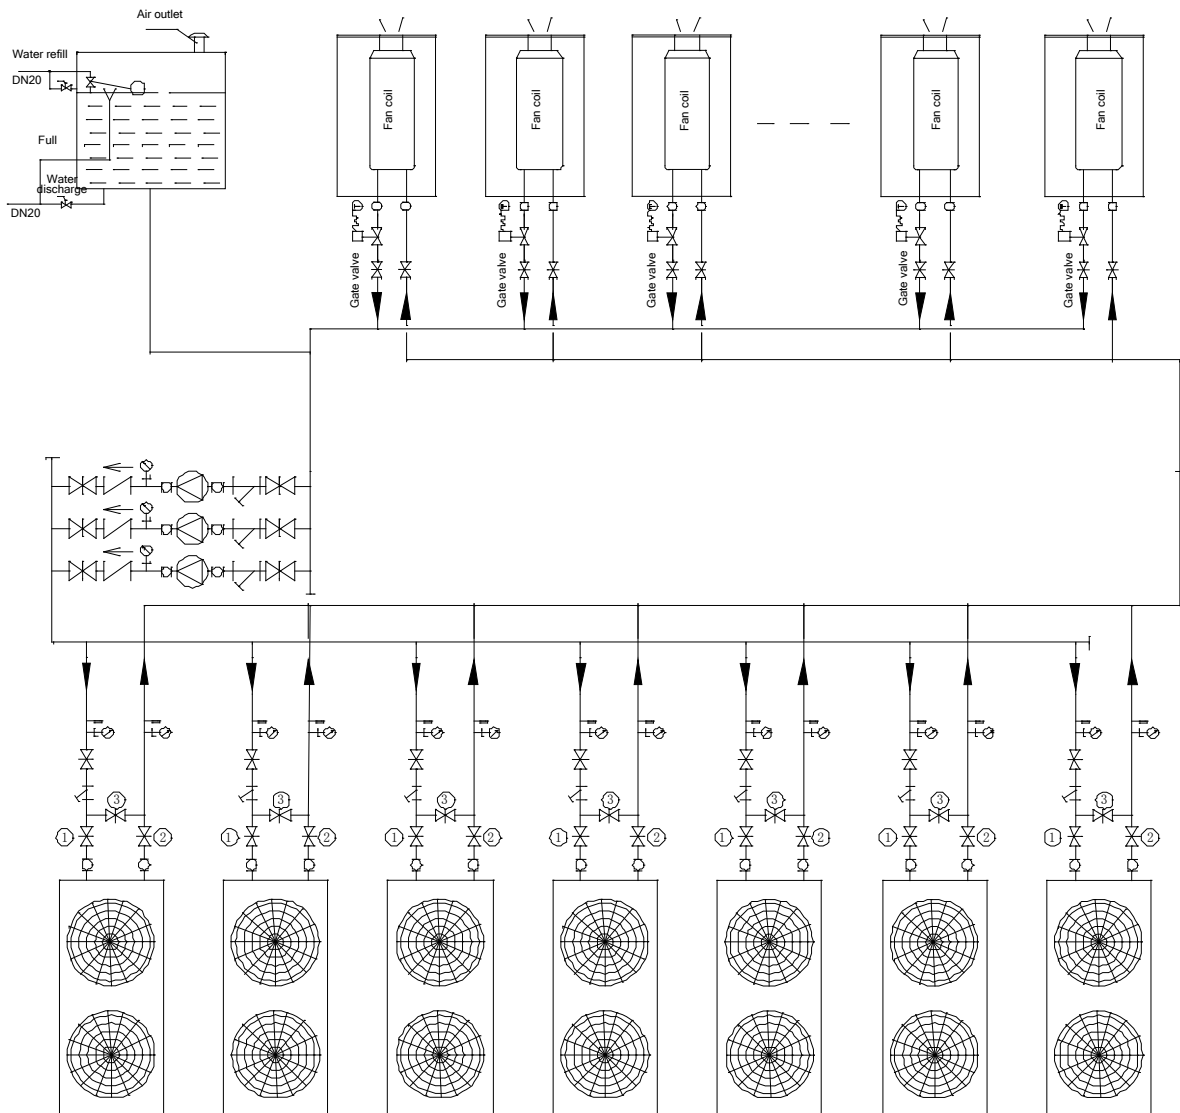 Air outlet
Water refill
DN20
Full
Water
discharge
DN20
Fan coil
Fan coil
Fan coil
Fan coil
Fan coil
Gate valve
Gate valve
Gate valve
Gate valve
Gate valve
3
3
3
3
3
3
3
1
2
1
2
1
2
1
2
1
2
1
2
1
2